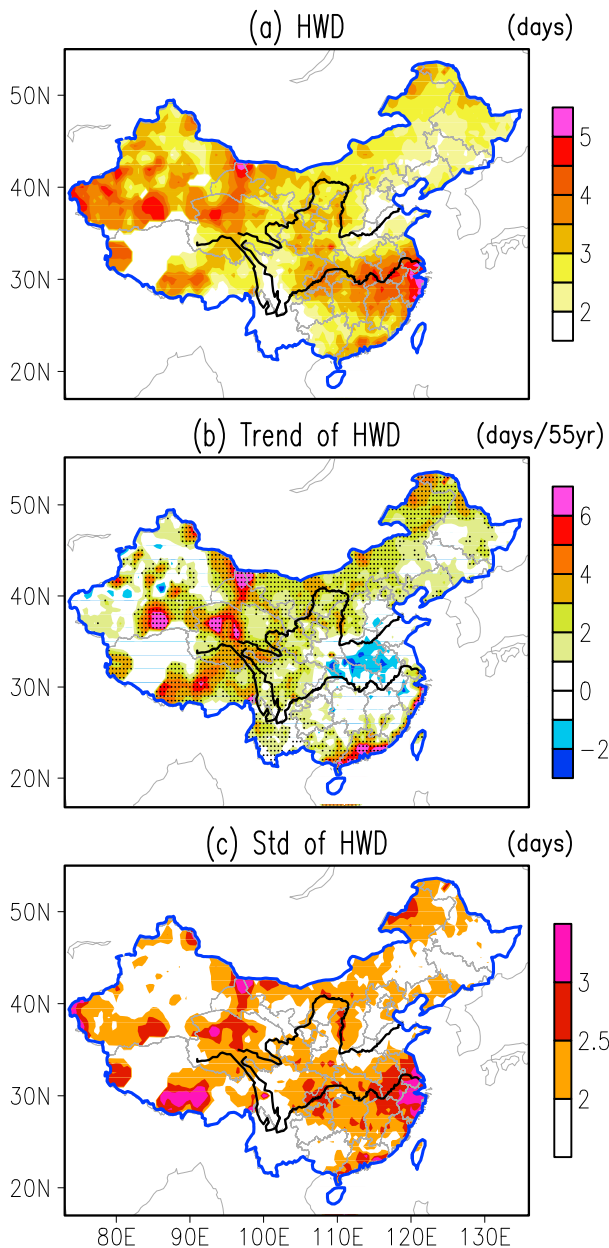 (a) HWD (days)
50N
40N
30N
20N
5
4
3
2
(b) Trend of HWD (days/55yr)
50N
40N
30N
20N
6
4
2
0
-2
(c) Std of HWD (days)
50N
40N
30N
20N
3
2.5
2
80E 90E 100E 110E 120E 130E